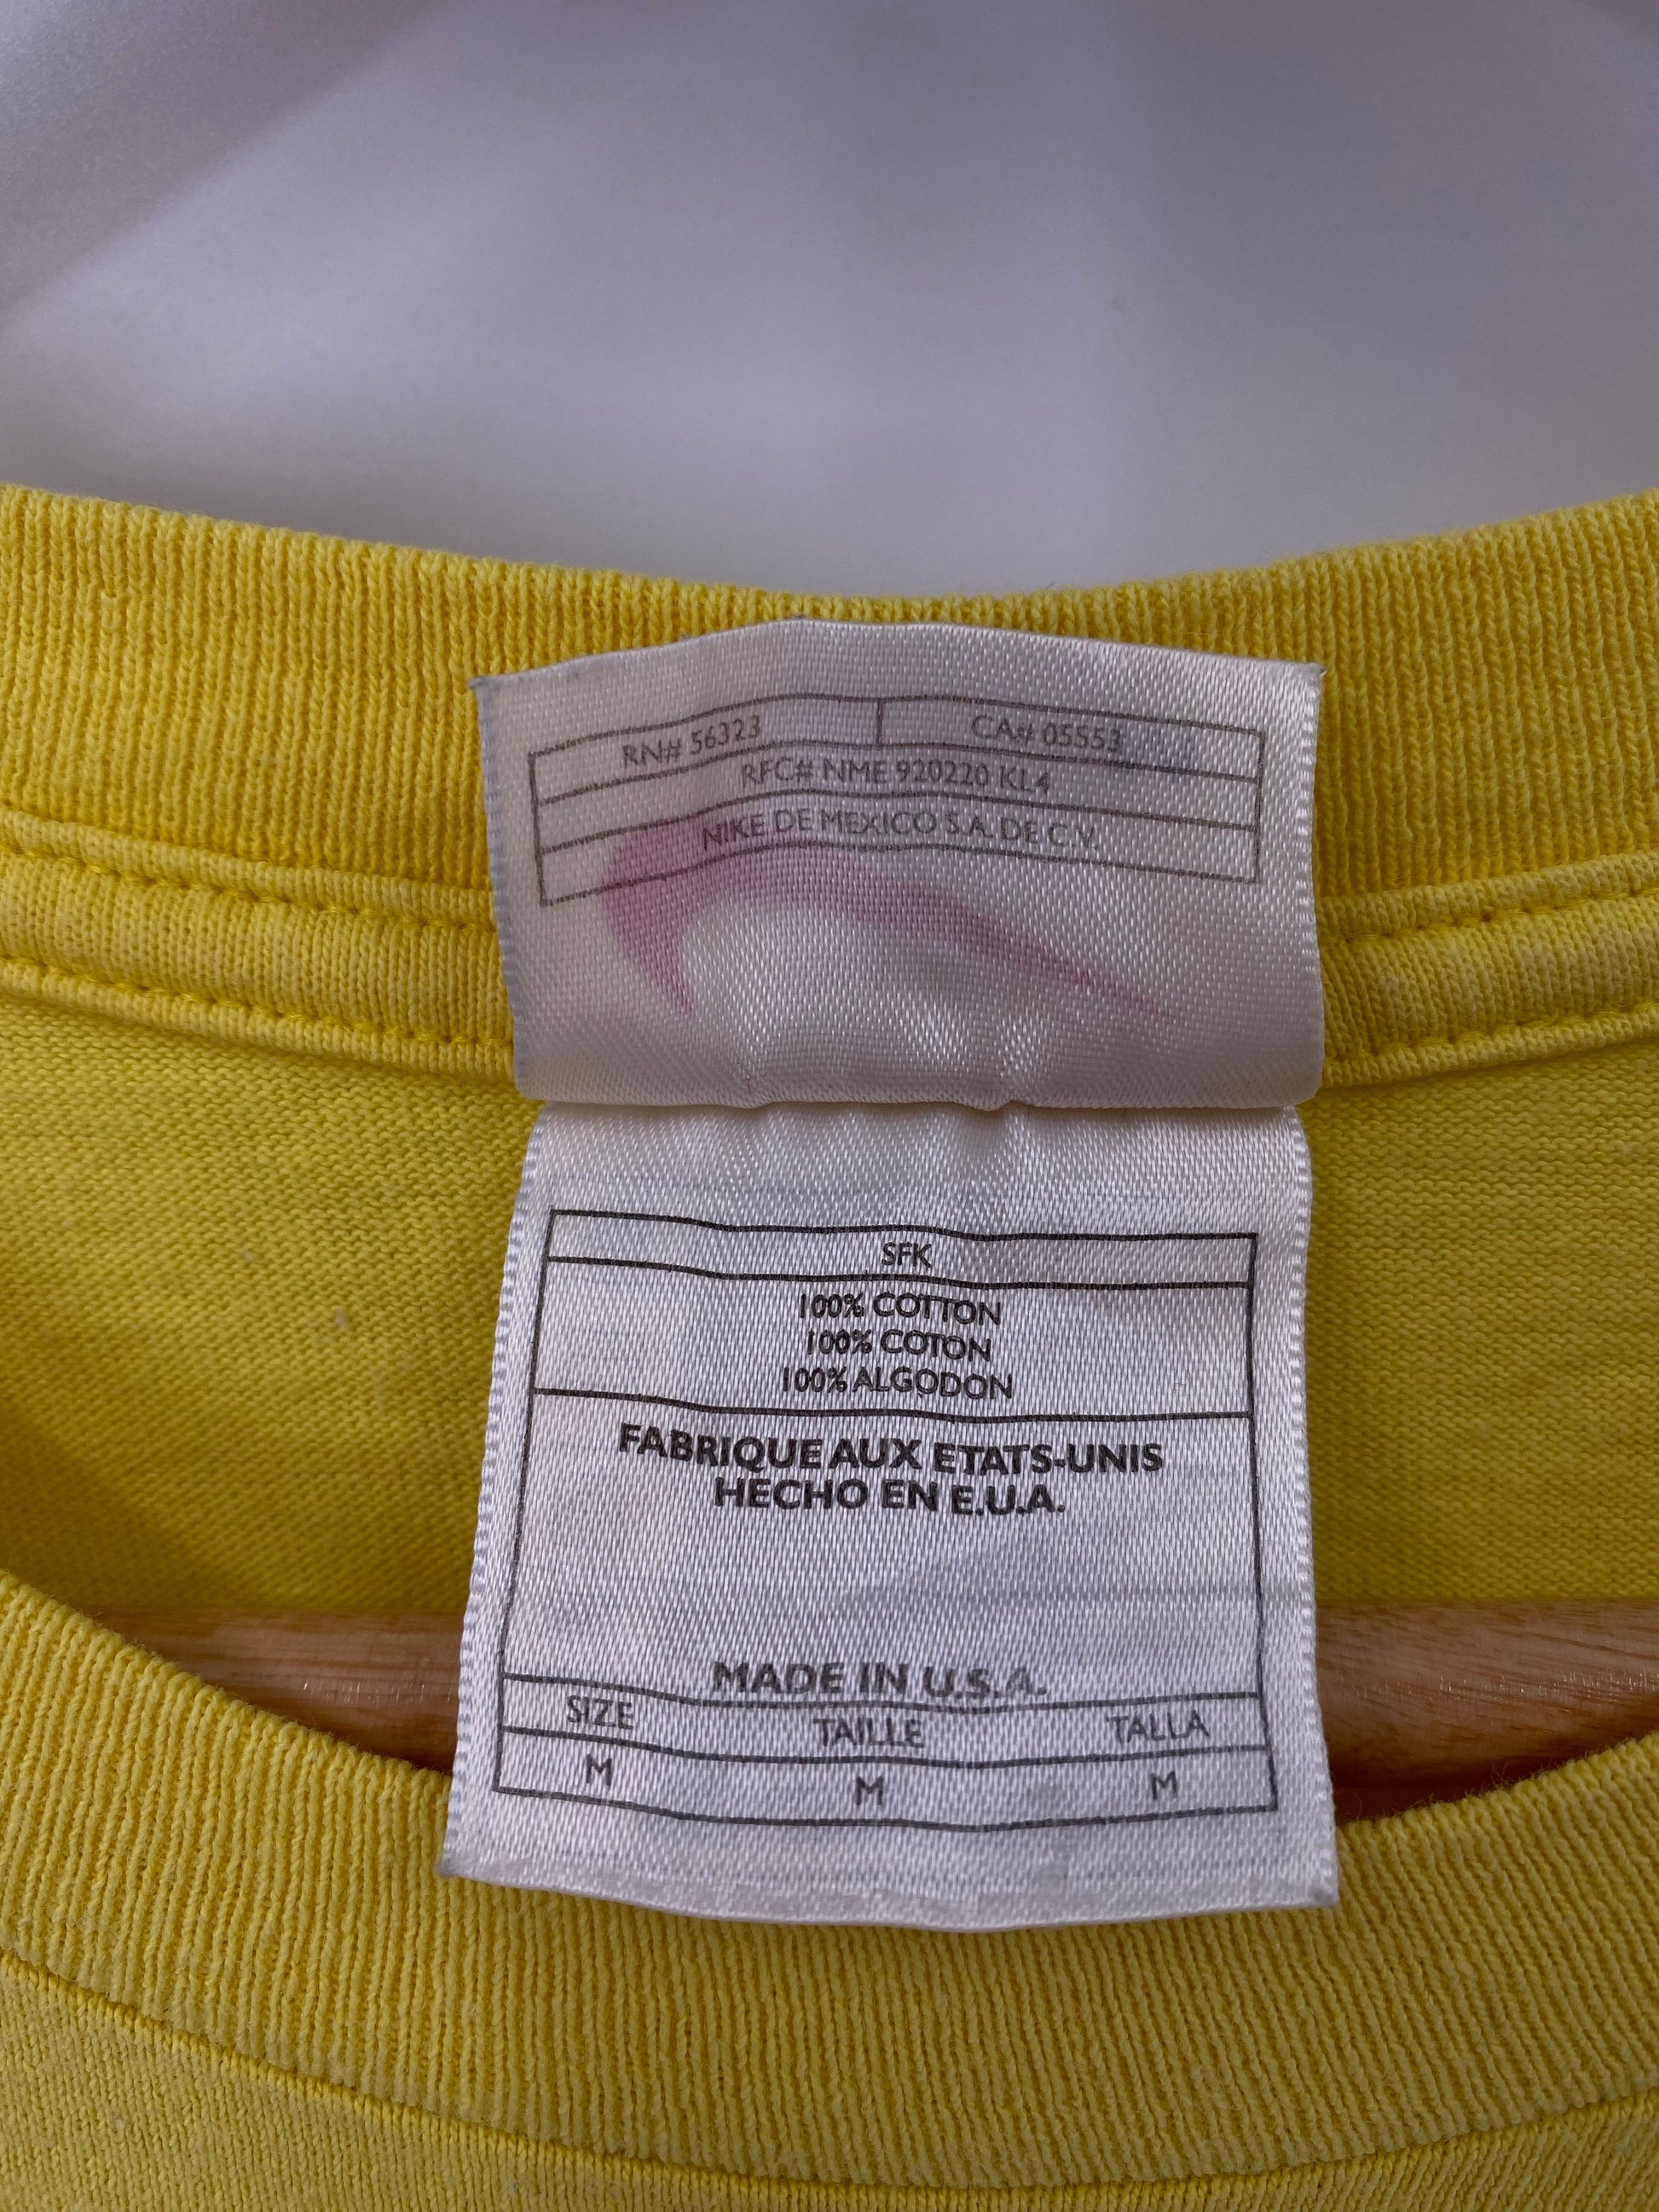 RN# 56323 CA# 05553
RFC# NME 920220 KL4
NIKE DE MEXICO S.A. DE C.V.
SFK
100% COTTON
100% COTON
100% ALGODON
FABRIQUE AUX ETATS-UNIS
HECHO EN E.U.A.
MADE IN U.S.A.
SIZE TAILLE TALLA
M M M